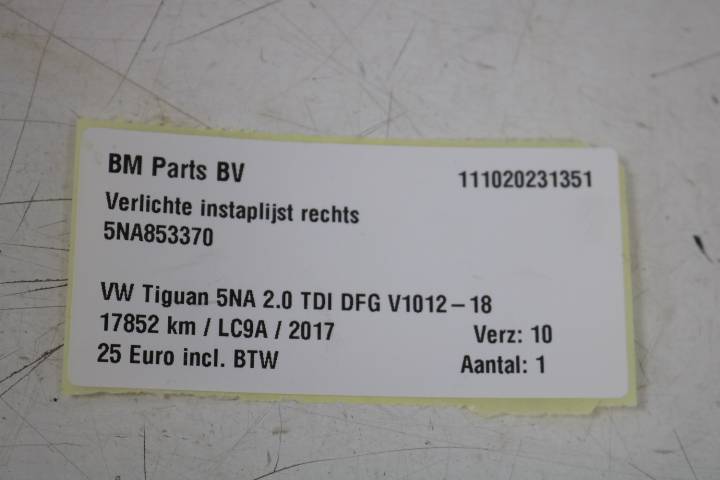 BM Parts BV 111020231351
Verlichte instaplijst rechts
5NA853370
VW Tiguan 5NA 2.0 TDI DFG V1012-18
17852 km / LC9A / 2017 Verz: 10
25 Euro incl. BTW Aantal: 1